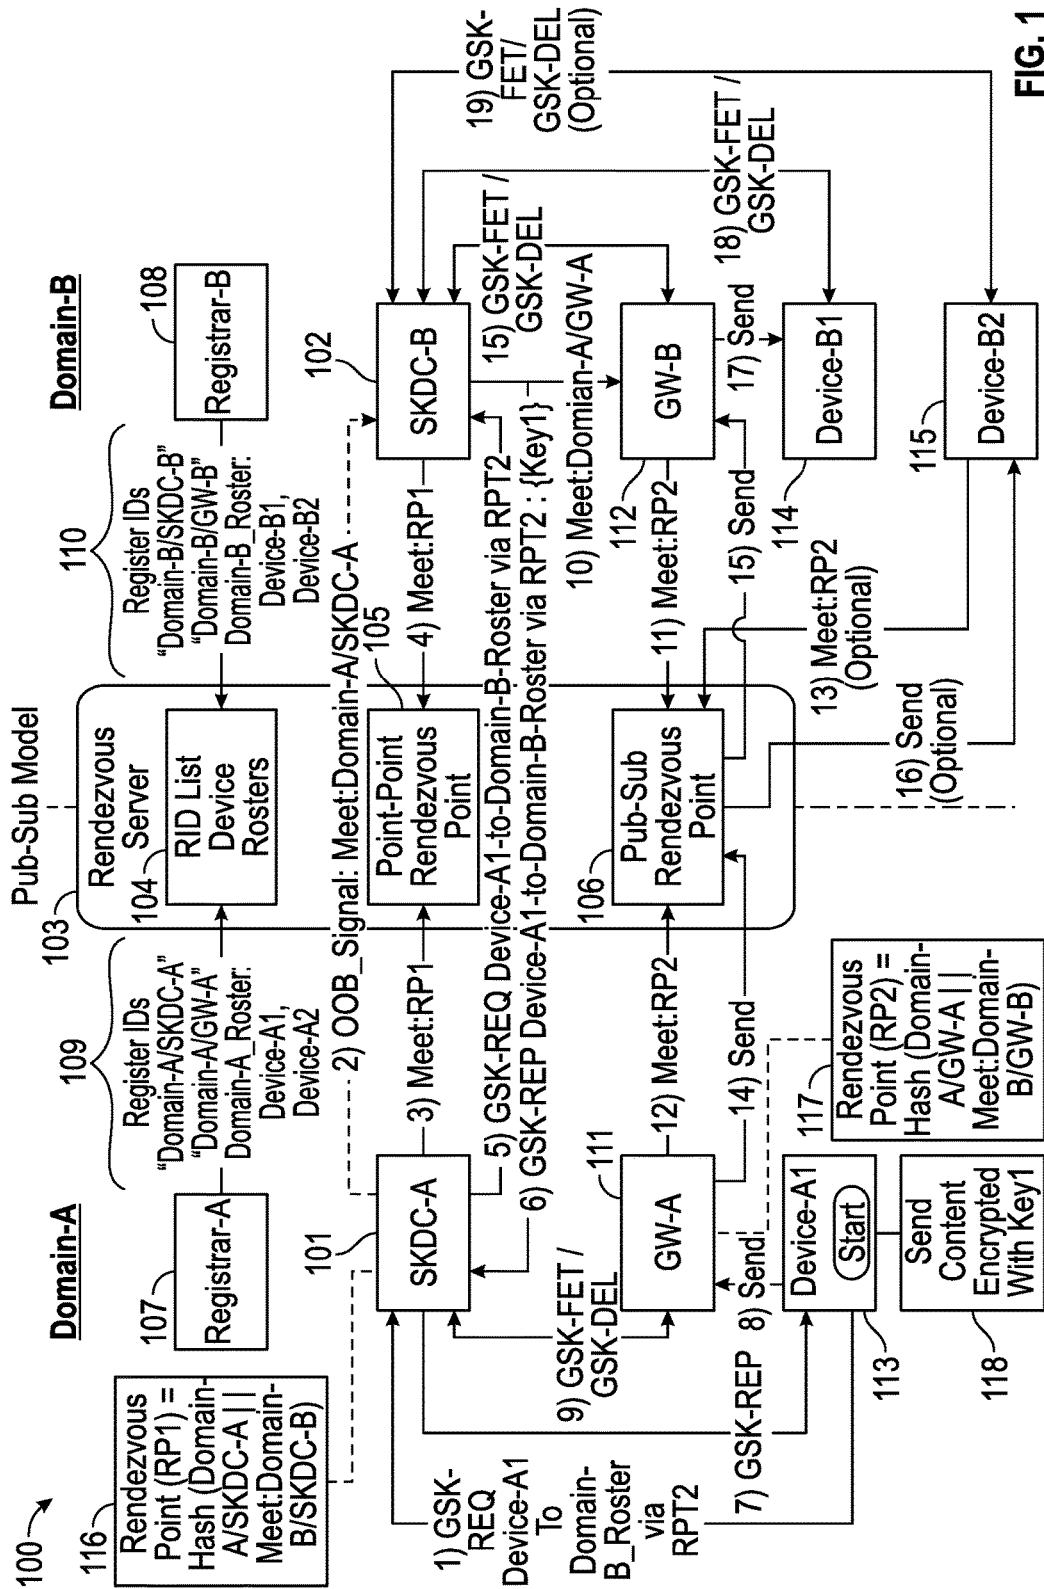 100
Domain-A
Pub-Sub Model
Domain-B
116
Rendezvous
Point (RP1) =
Hash (Domain-
A/SKDC-A ||
Meet:Domain-
B/SKDC-B)
107
Registrar-A
109
Register IDs
“Domain-A/SKDC-A”
“Domain-A/GW-A”
Domain-A_Roster:
Device-A1,
Device-A2
103
Rendezvous
Server
104
RID List
Device
Rosters
110
Register IDs
“Domain-B/SKDC-B”
“Domain-B/GW-B”
Domain-B_Roster:
Device-B1,
Device-B2
108
Registrar-B
2) OOB_Signal: Meet:Domain-A/SKDC-A
101
SKDC-A
3) Meet:RP1
105
Point-Point
Rendezvous
Point
4) Meet:RP1
102
SKDC-B
5) GSK-REQ Device-A1-to-Domain-B-Roster via RPT2
6) GSK-REP Device-A1-to-Domain-B-Roster via RPT2 : {Key1}
1) GSK-
REQ
Device-A1
To
Domain-
B_Roster
via
RPT2
9) GSK-FET /
GSK-DEL
10) Meet:Domian-A/GW-A
15) GSK-FET /
GSK-DEL
19) GSK-
FET/
GSK-DEL
(Optional)
111
GW-A
12) Meet:RP2
106
Pub-Sub
Rendezvous
Point
11) Meet:RP2
112
GW-B
18) GSK-FET /
GSK-DEL
7) GSK-REP
8) Send
14) Send
15) Send
17) Send
113
Device-A1
Start
117
Rendezvous
Point (RP2) =
Hash (Domain-
A/GW-A ||
Meet:Domain-
B/GW-B)
13) Meet:RP2
(Optional)
114
Device-B1
118
Send
Content
Encrypted
With Key1
16) Send
(Optional)
115
Device-B2
FIG. 1